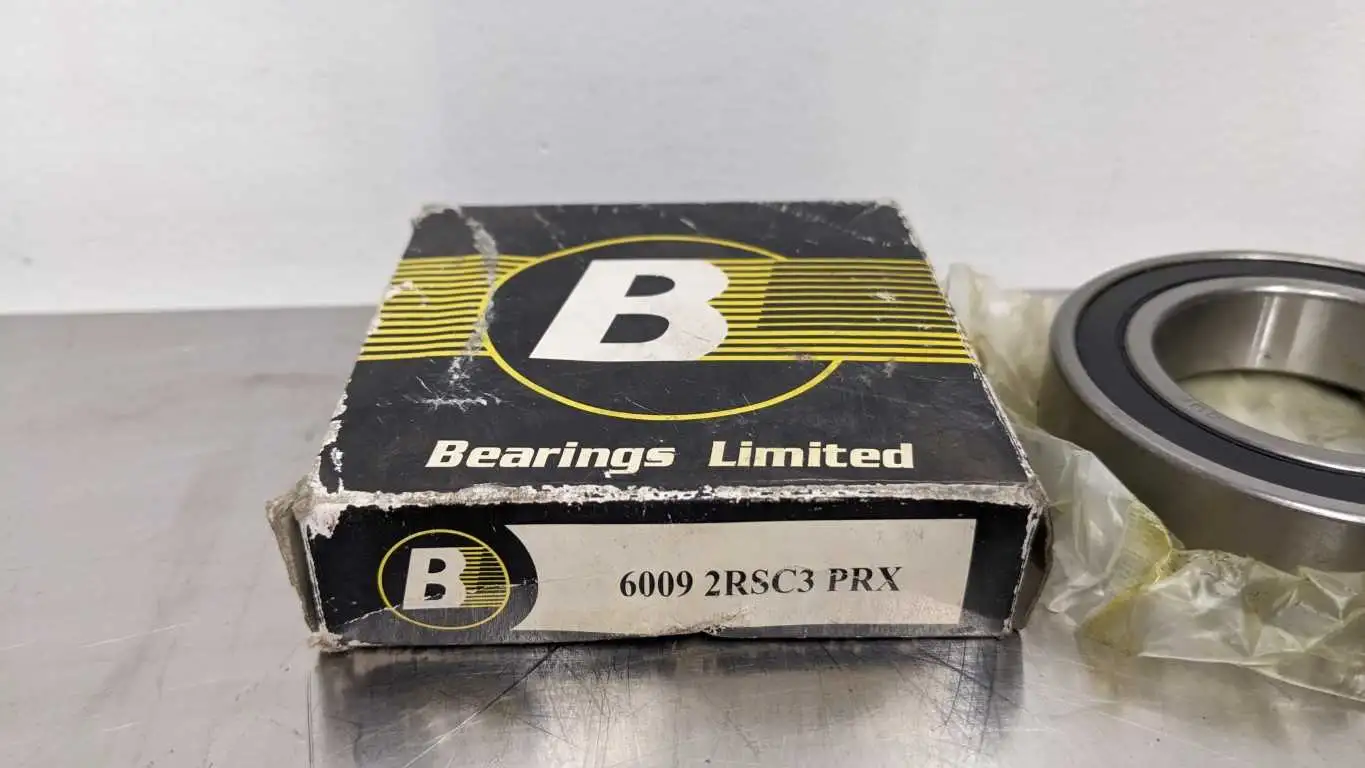 B
Bearings Limited
B
6009 2RSC3 PRX